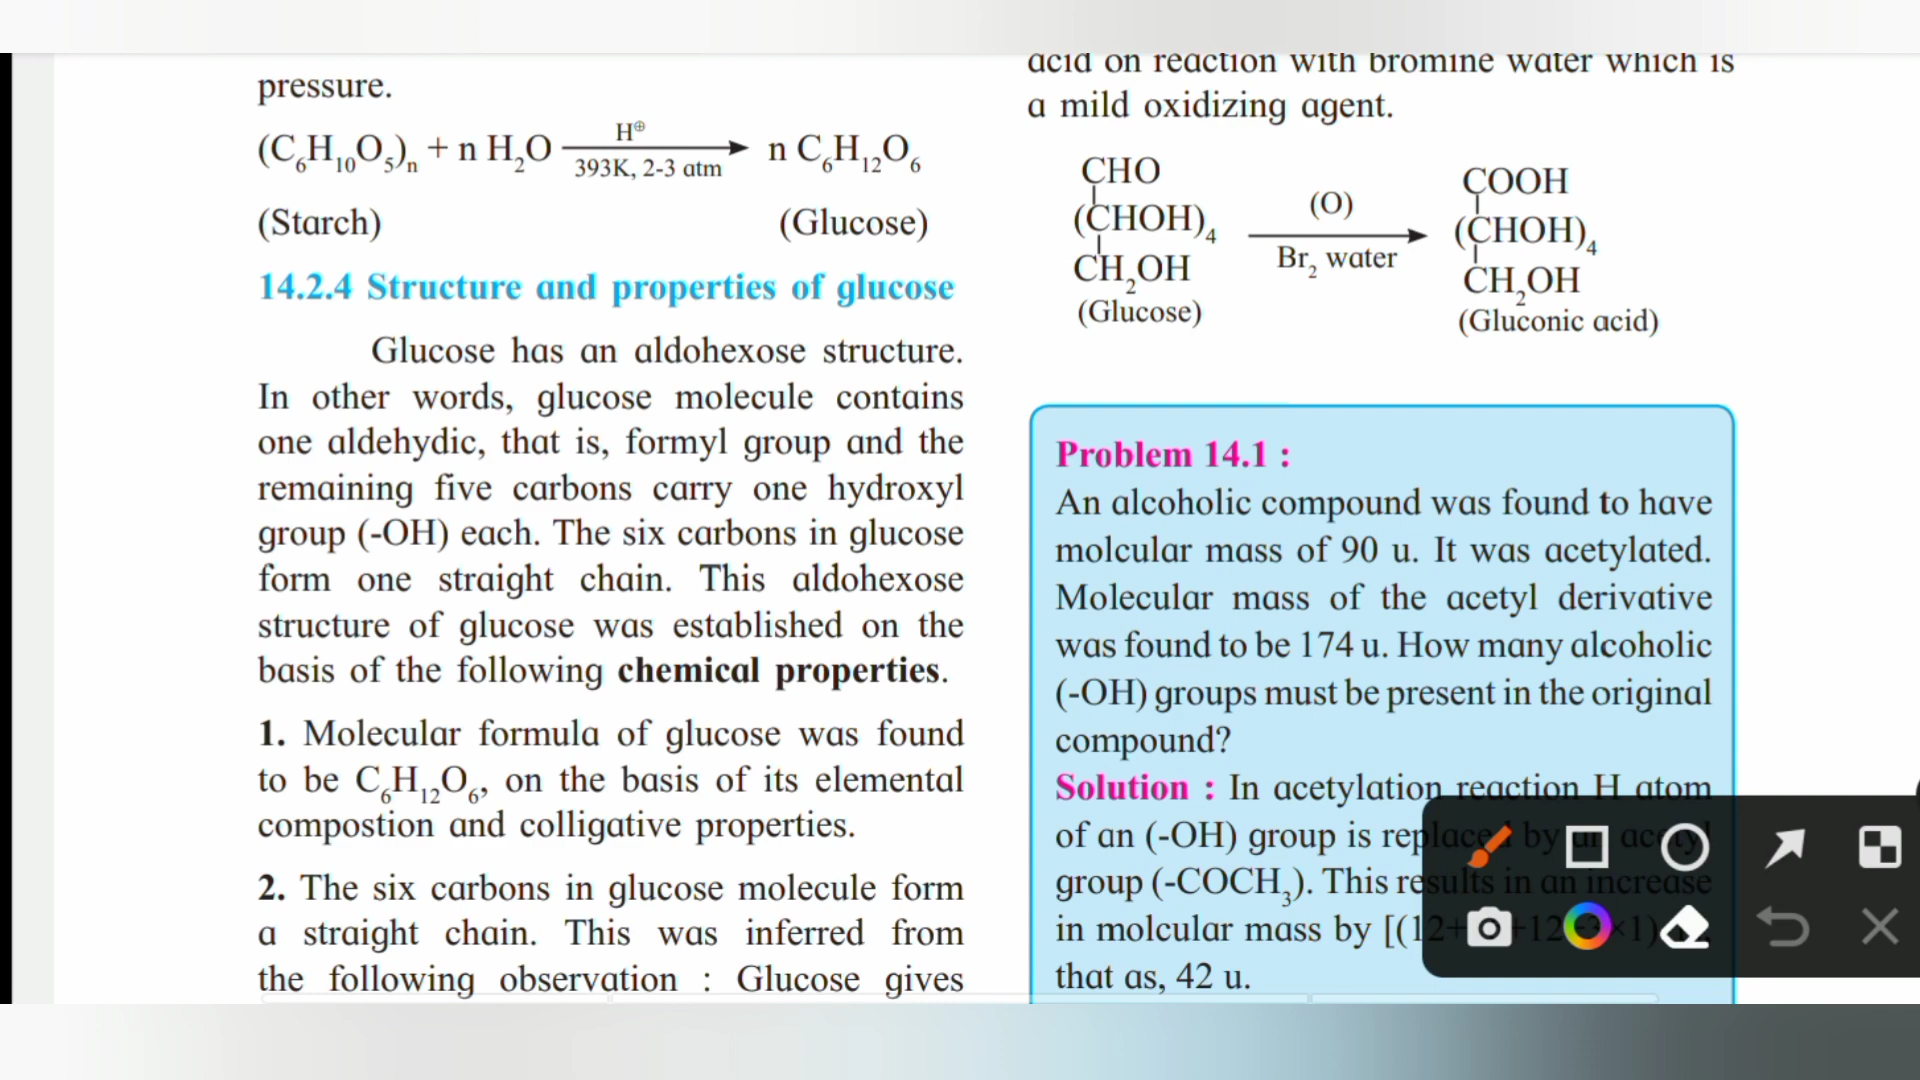 pressure.
(C6H10O5)n + n H2O H⊕ 393K, 2-3 atm n C6H12O6
(Starch) (Glucose)
14.2.4 Structure and properties of glucose
Glucose has an aldohexose structure.
In other words, glucose molecule contains
one aldehydic, that is, formyl group and the
remaining five carbons carry one hydroxyl
group (-OH) each. The six carbons in glucose
form one straight chain. This aldohexose
structure of glucose was established on the
basis of the following chemical properties.
1. Molecular formula of glucose was found
to be C6H12O6, on the basis of its elemental
compostion and colligative properties.
2. The six carbons in glucose molecule form
a straight chain. This was inferred from
the following observation : Glucose gives
acid on reaction with bromine water which is
a mild oxidizing agent.
CHO COOH
(CHOH)4 (O) (CHOH)4
CH2OH Br2 water CH2OH
(Glucose) (Gluconic acid)
Problem 14.1 :
An alcoholic compound was found to have
molcular mass of 90 u. It was acetylated.
Molecular mass of the acetyl derivative
was found to be 174 u. How many alcoholic
(-OH) groups must be present in the original
compound?
Solution : In acetylation reaction H atom
of an (-OH) group is replaced by an acetyl
group (-COCH3). This results in an increase
in molcular mass by [(12+
that as, 42 u.